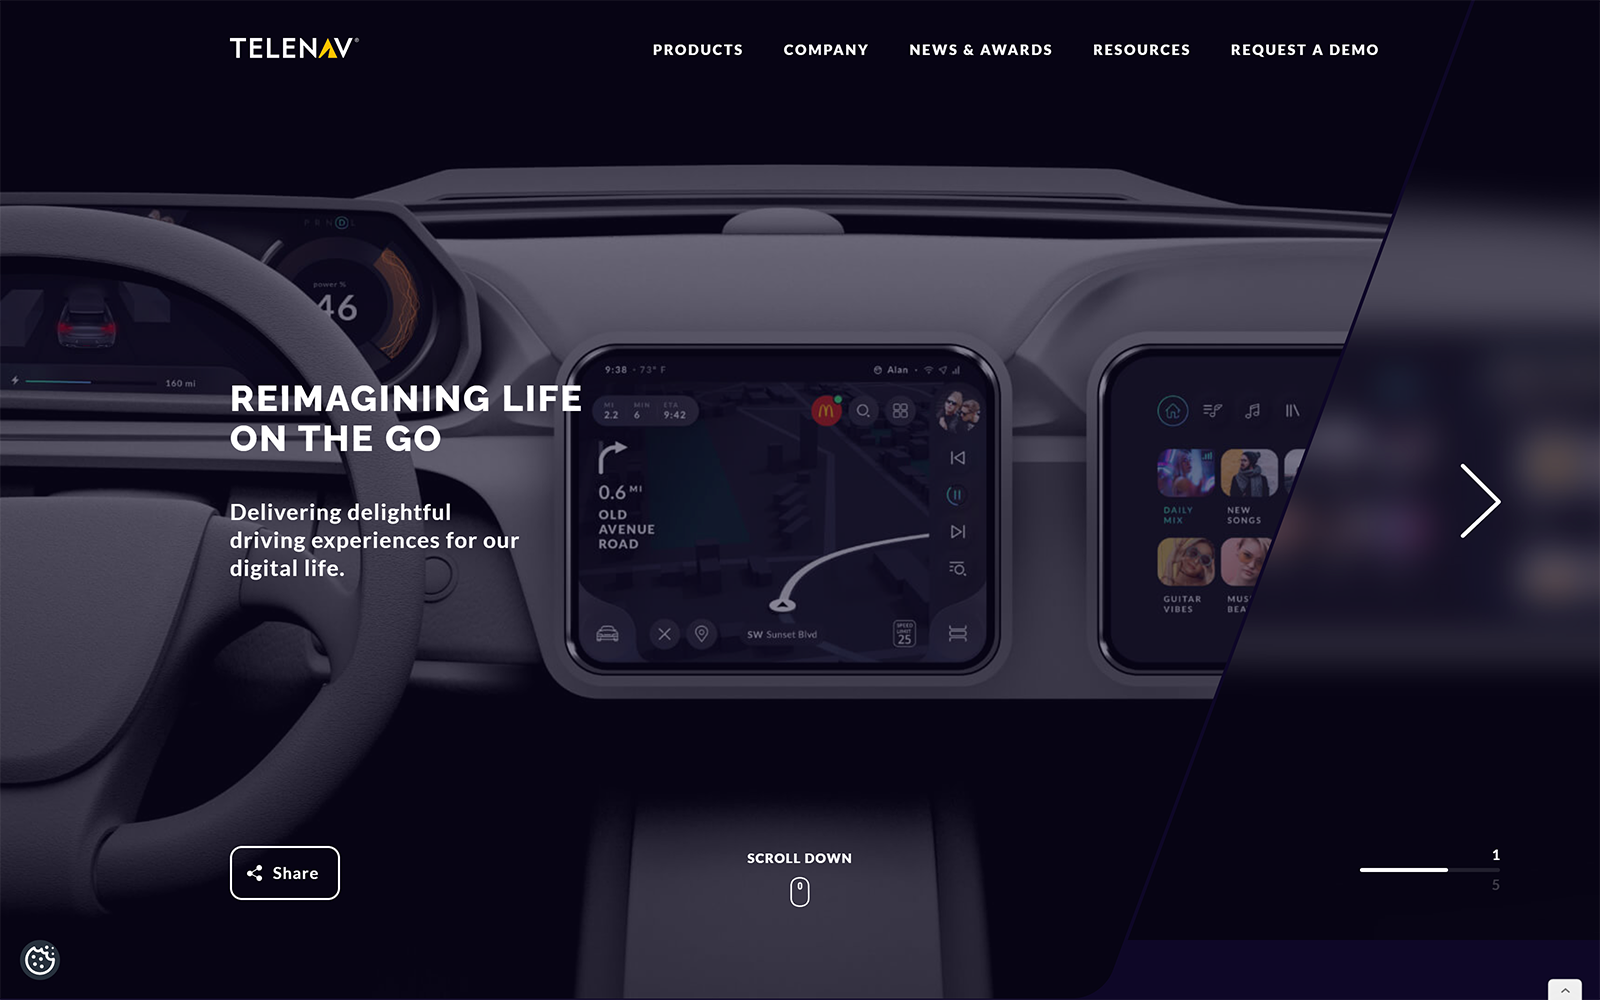 TELENAV
PRODUCTS
COMPANY
NEWS & AWARDS
RESOURCES
REQUEST A DEMO
P R N D L
power %
46
160 mi
REIMAGINING LIFE
ON THE GO
Delivering delightful
driving experiences for our
digital life.
9:38 · 73° F
Alan
MI MIN ETA
2.2 6 9:42
0.6 MI
OLD
AVENUE
ROAD
SW Sunset Blvd
SPEED
LIMIT
25
DAILY
MIX
NEW
SONGS
GUITAR
VIBES
MUS
BEA
Share
SCROLL DOWN
1
5